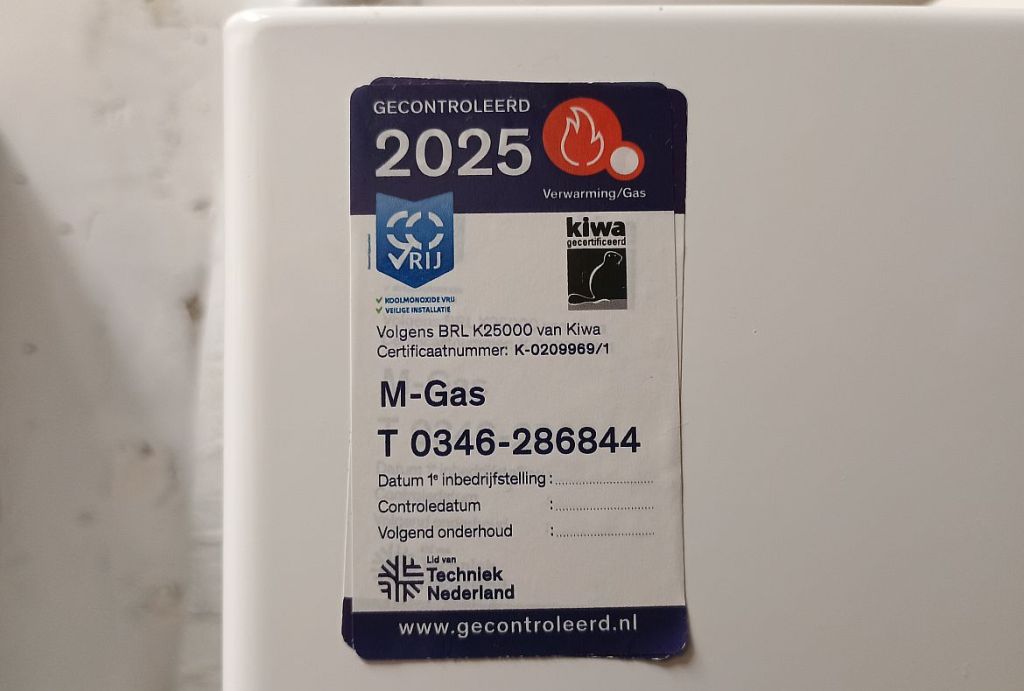 GECONTROLEERD
2025
Verwarming/Gas
CO
VRIJ
KOOLMONOXIDE VRIJ
VEILIGE INSTALLATIE
kiwa
gecertificeerd
Volgens BRL K25000 van Kiwa
Certificaatnummer: K-0209969/1
M-Gas
T 0346-286844
Datum 1e inbedrijfstelling :
Controledatum :
Volgend onderhoud :
Lid van
Techniek
Nederland
www.gecontroleerd.nl